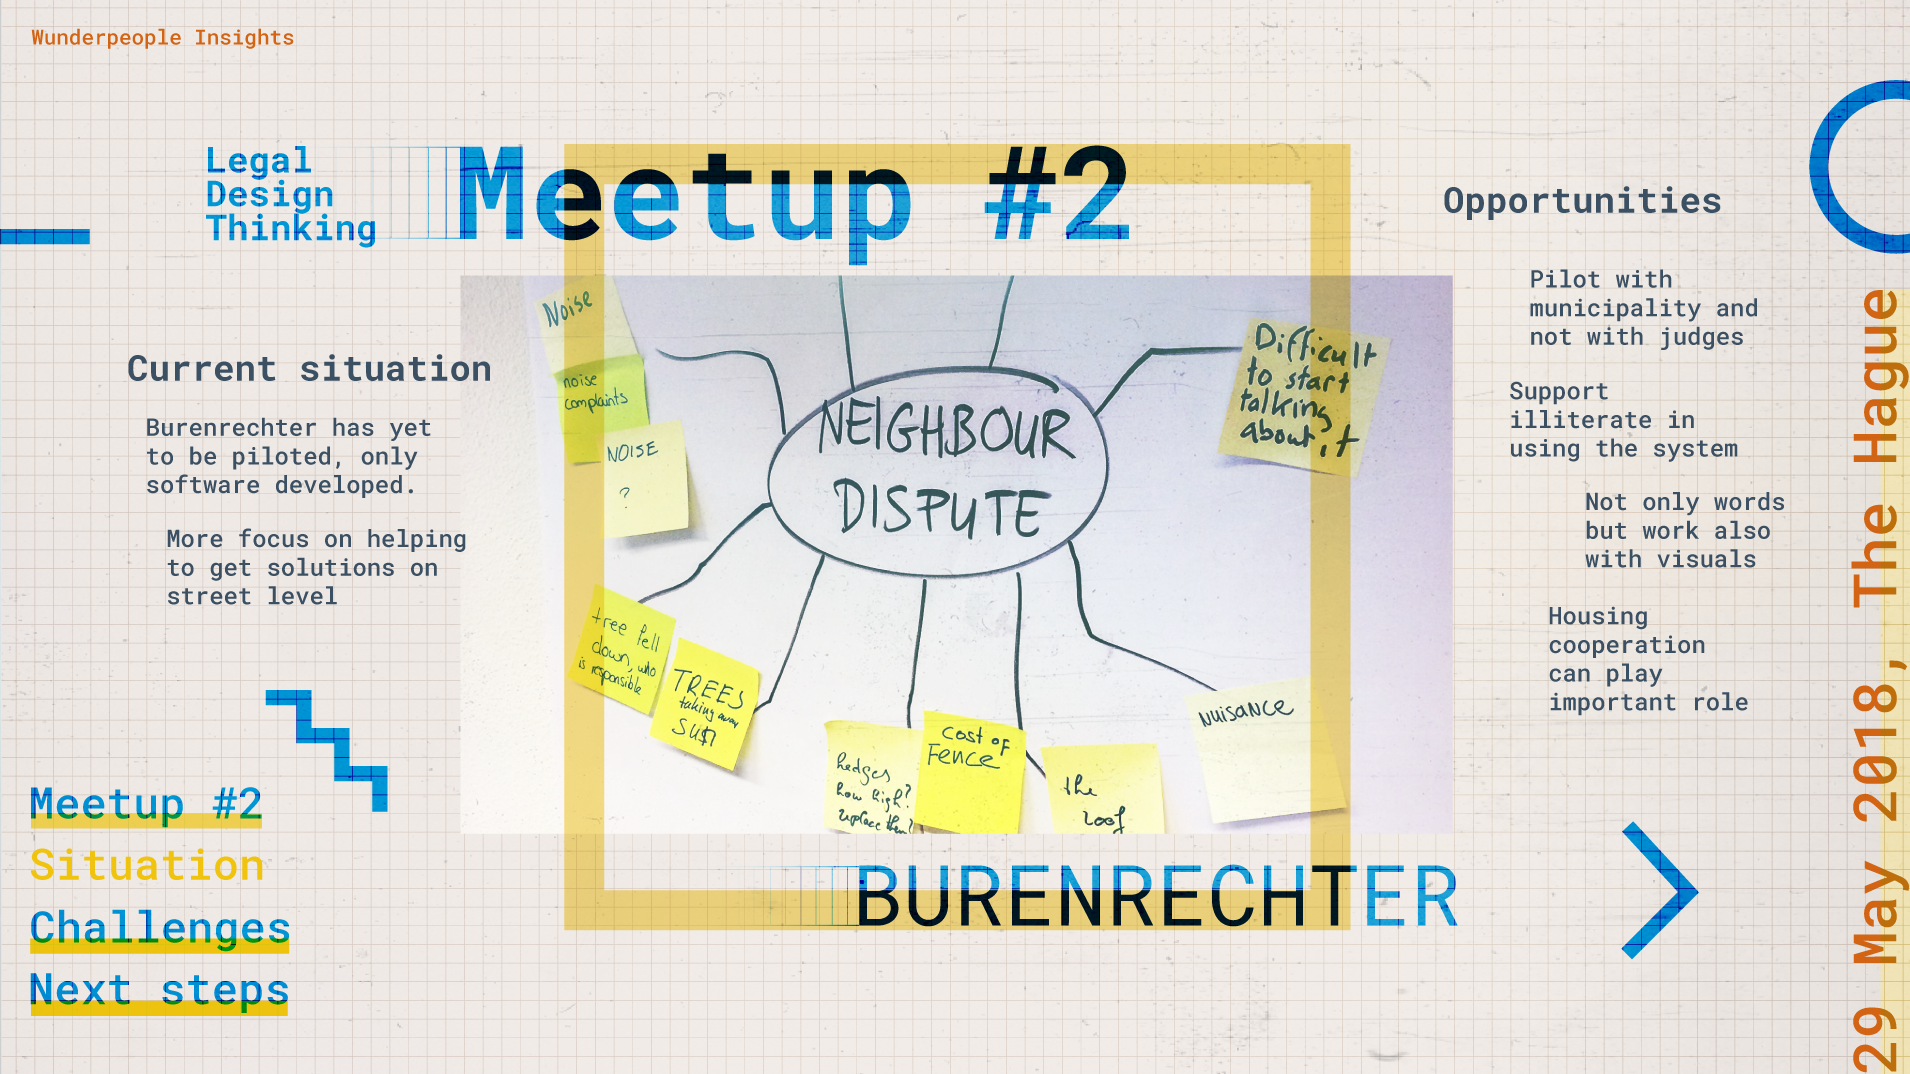 Wunderpeople Insights
Legal
Design
Thinking
Meetup #2
Current situation
Burenrechter has yet
to be piloted, only
software developed.
More focus on helping
to get solutions on
street level
Noise
noise
complaints
NOISE
?
NEIGHBOUR
DISPUTE
Difficult
to start
talking
about it
tree fell
down, who
is responsible
TREES
taking away
SUN
hedges
how high?
replace them?
cost of
Fence
the
roof
Nuisance
BURENRECHTER
Opportunities
Pilot with
municipality and
not with judges
Support
illiterate in
using the system
Not only words
but work also
with visuals
Housing
cooperation
can play
important role
29 May 2018, The Hague
Meetup #2
Situation
Challenges
Next steps